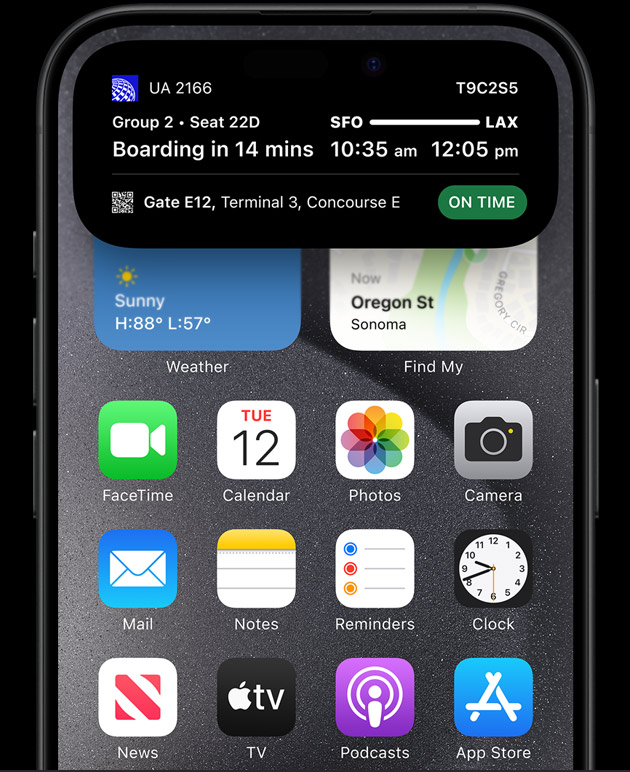 UA 2166
T9C2S5
Group 2 • Seat 22D
SFO LAX
Boarding in 14 mins
10:35 am 12:05 pm
Gate E12, Terminal 3, Concourse E
ON TIME
Sunny
H:88° L:57°
Weather
Now
Oregon St
Sonoma
GREGORY CIR
Find My
FaceTime
TUE
12
Calendar
Photos
Camera
Mail
Notes
Reminders
12
1
2
3
4
5
6
7
8
9
10
11
Clock
News
tv
TV
Podcasts
App Store